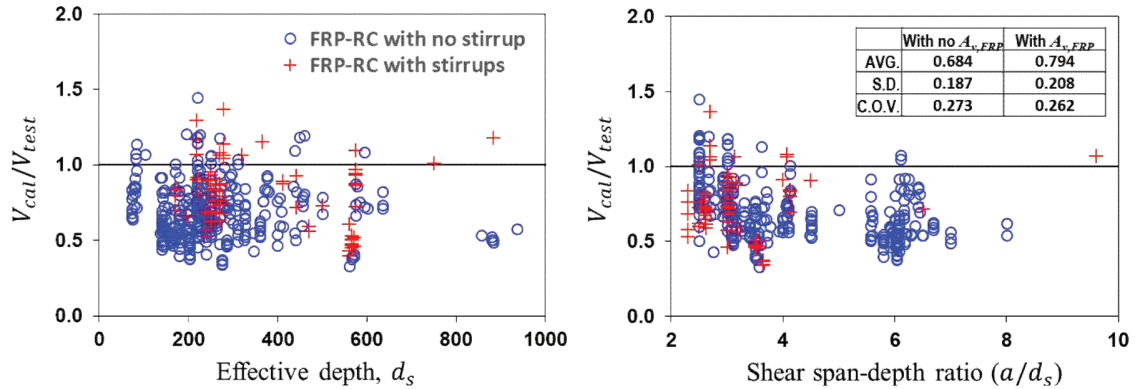 2.0
1.5
1.0
0.5
0.0
V_cal/V_test
FRP-RC with no stirrup
FRP-RC with stirrups
0 200 400 600 800 1000
Effective depth, d_s
2.0
1.5
1.0
0.5
0.0
V_cal/V_test
With no A_v,FRP With A_v,FRP
AVG. 0.684 0.794
S.D. 0.187 0.208
C.O.V. 0.273 0.262
2 4 6 8 10
Shear span-depth ratio (a/d_s)